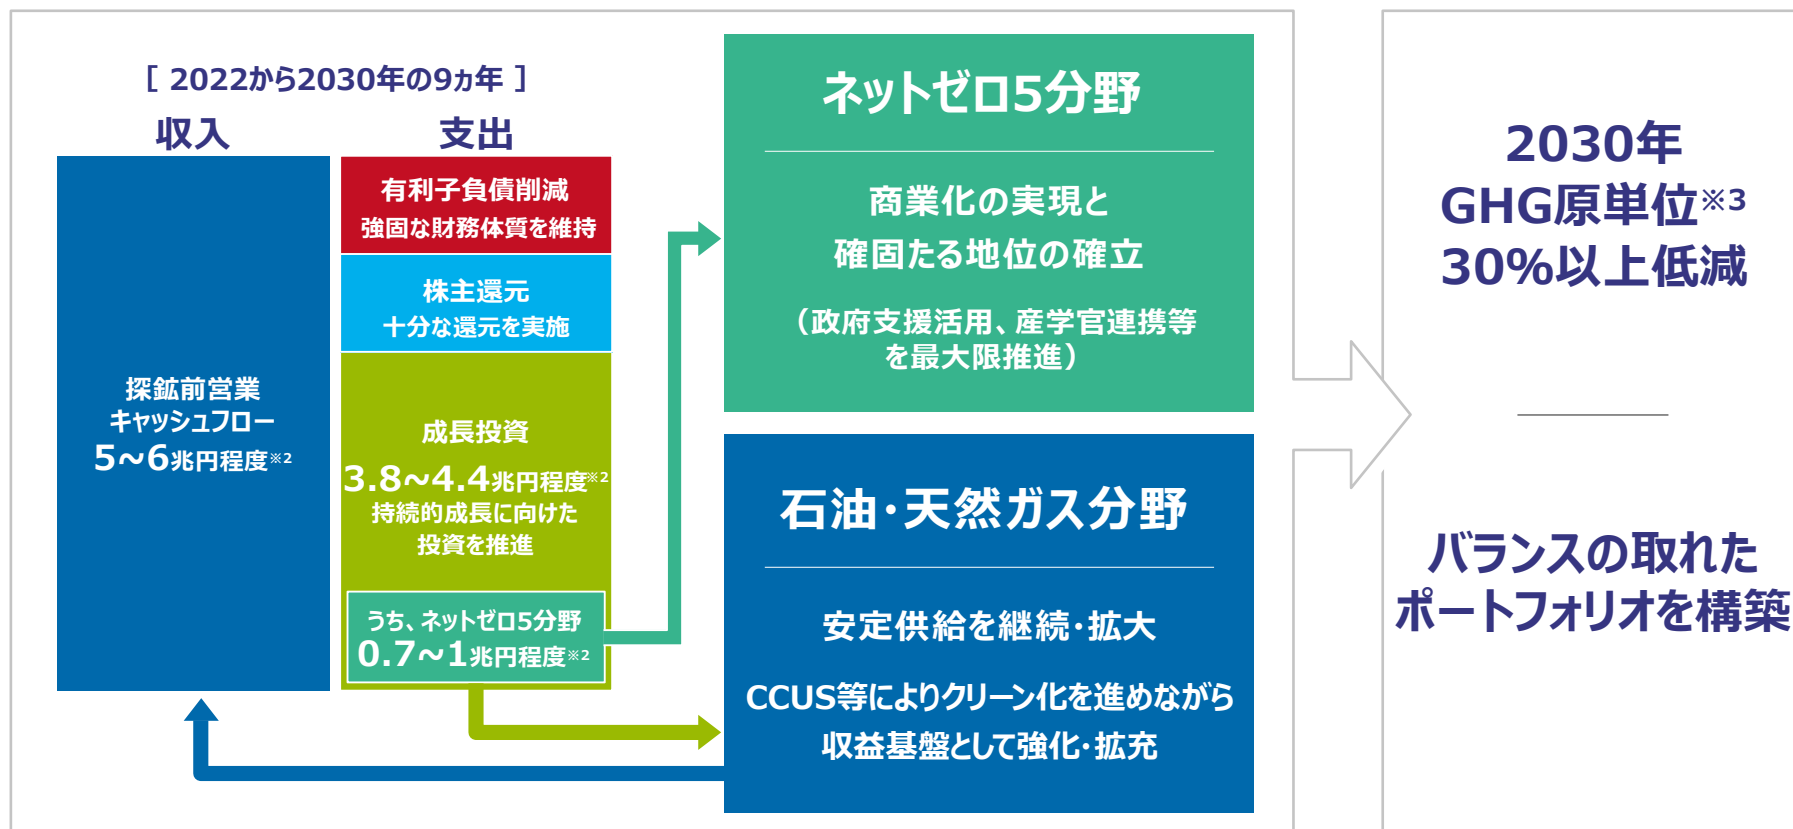 [ 2022から2030年の9ヵ年 ]
収入
支出
探鉱前営業
キャッシュフロー
5~6兆円程度※2
有利子負債削減
強固な財務体質を維持
株主還元
十分な還元を実施
成長投資
3.8~4.4兆円程度※2
持続的成長に向けた
投資を推進
うち、ネットゼロ5分野
0.7~1兆円程度※2
ネットゼロ5分野
商業化の実現と
確固たる地位の確立
（政府支援活用、産学官連携等
を最大限推進）
石油・天然ガス分野
安定供給を継続・拡大
CCUS等によりクリーン化を進めながら
収益基盤として強化・拡充
2030年
GHG原単位※3
30%以上低減
バランスの取れた
ポートフォリオを構築